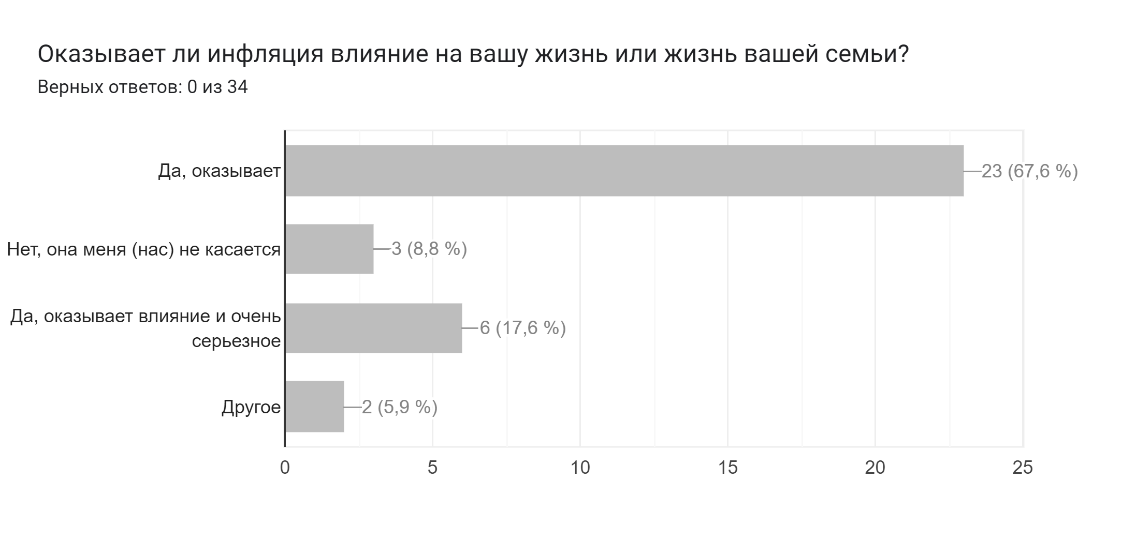 Оказывает ли инфляция влияние на вашу жизнь или жизнь вашей семьи?
Верных ответов: 0 из 34
Да, оказывает
23 (67,6 %)
Нет, она меня (нас) не касается
3 (8,8 %)
Да, оказывает влияние и очень
серьезное
6 (17,6 %)
Другое
2 (5,9 %)
0 5 10 15 20 25